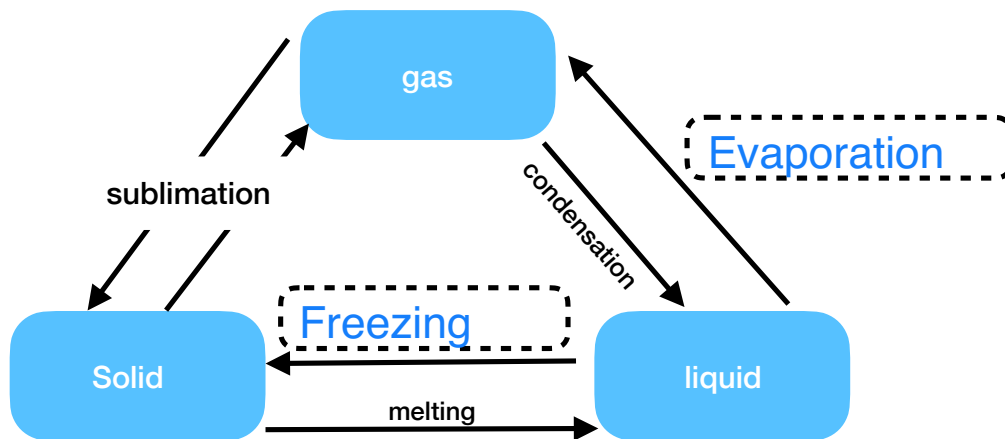 gas
Evaporation
sublimation
condensation
Freezing
Solid
liquid
melting